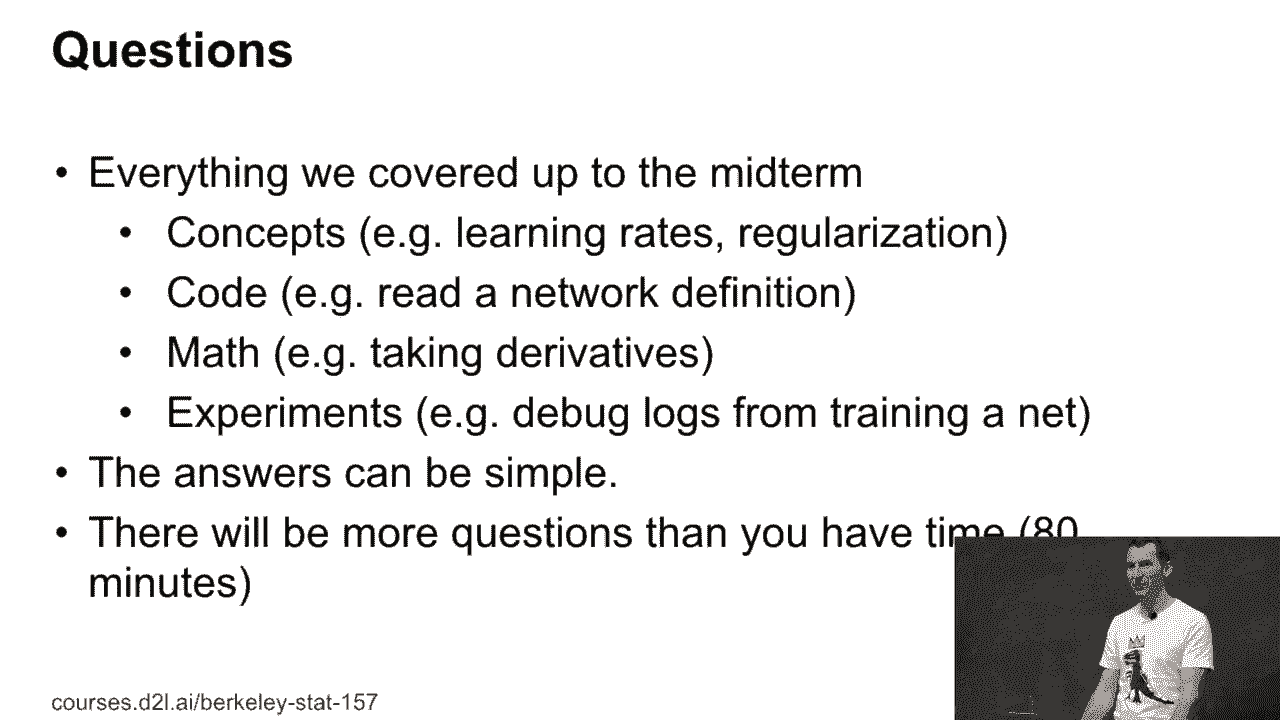 Questions
• Everything we covered up to the midterm
• Concepts (e.g. learning rates, regularization)
• Code (e.g. read a network definition)
• Math (e.g. taking derivatives)
• Experiments (e.g. debug logs from training a net)
• The answers can be simple.
• There will be more questions than you have time (80
minutes)
courses.d2l.ai/berkeley-stat-157